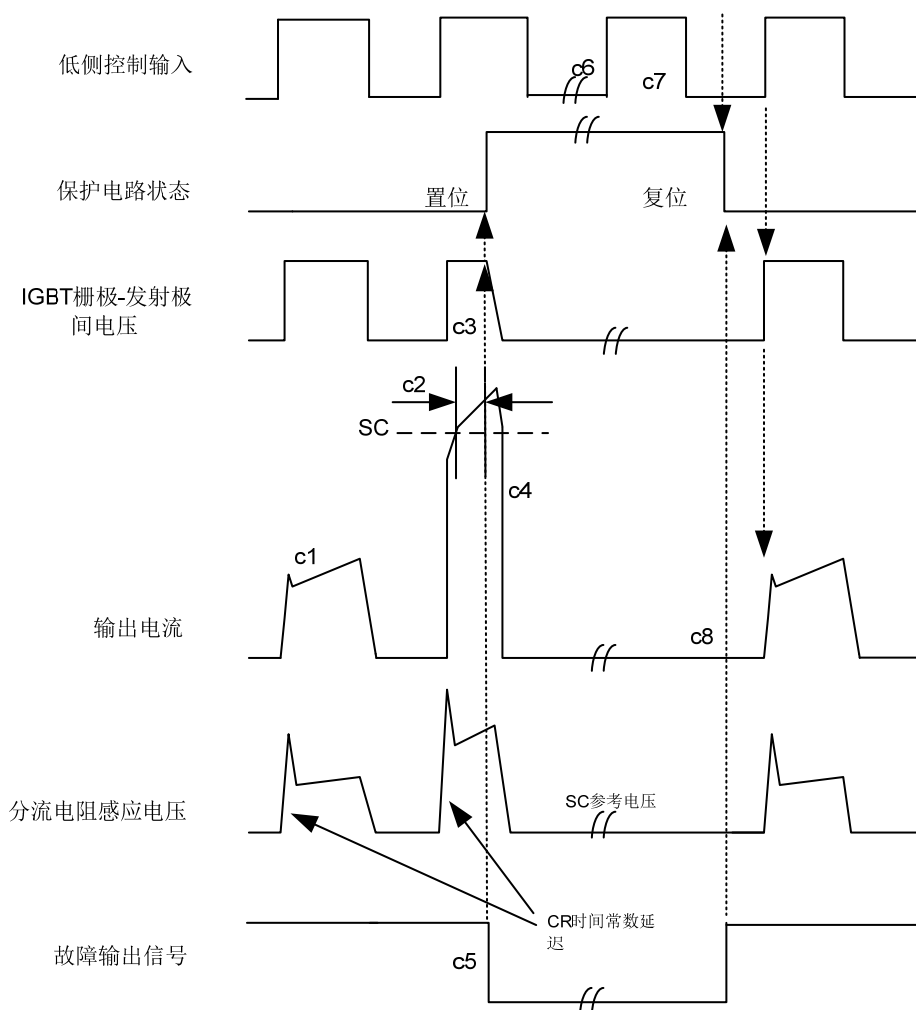 低侧控制输入
c6
c7
保护电路状态
置位
复位
IGBT栅极-发射极
间电压
c3
c2
SC
c4
c1
输出电流
c8
分流电阻感应电压
SC参考电压
CR时间常数延
迟
故障输出信号
c5